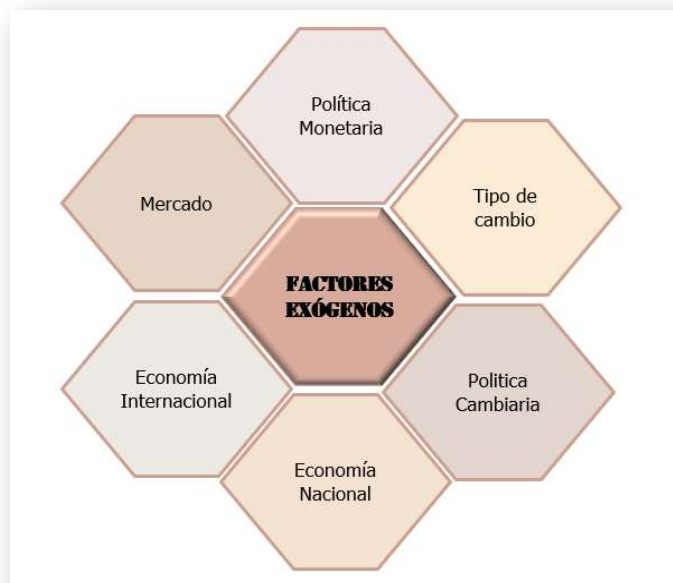 Política
Monetaria
Mercado
Tipo de
cambio
FACTORES
EXÓGENOS
Economía
Internacional
Politica
Cambiaria
Economía
Nacional